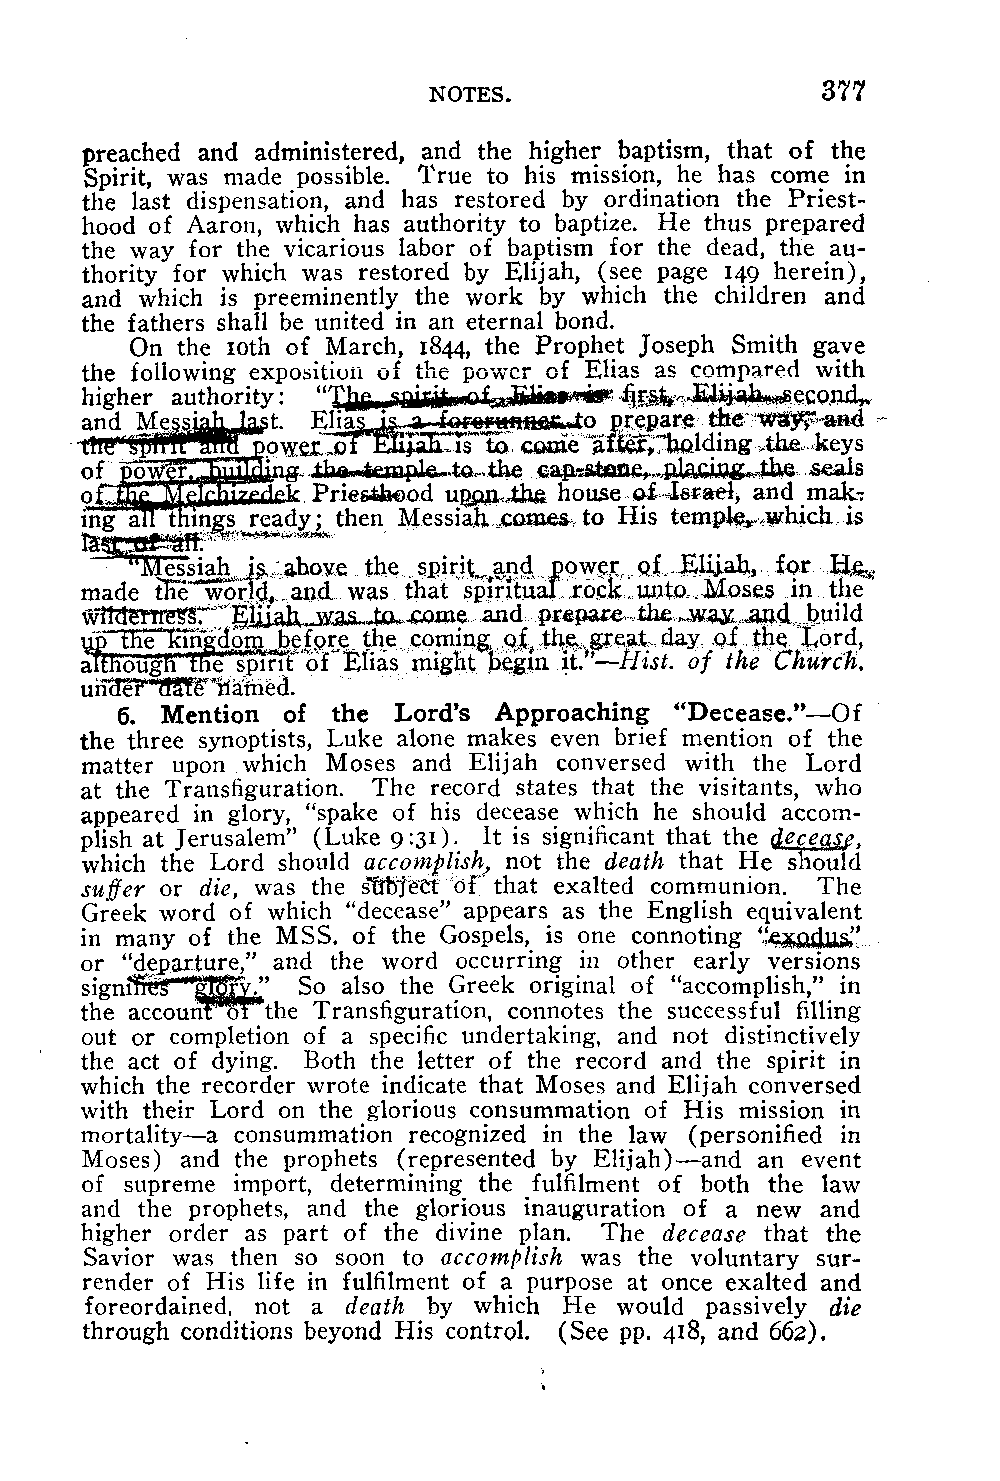 NOTES. 377
preached and administered, and the higher baptism, that of the
Spirit, was made possible. True to his mission, he has come in
the last dispensation, and has restored by ordination the Priest-
hood of Aaron, which has authority to baptize. He thus prepared
the way for the vicarious labor of baptism for the dead, the au-
thority for which was restored by Elijah, (see page 149 herein),
and which is preeminently the work by which the children and
the fathers shall be united in an eternal bond.
On the 10th of March, 1844, the Prophet Joseph Smith gave
the following exposition of the power of Elias as compared with
higher authority: "The spirit of Elias is first, Elijah second,
and Messiah last. Elias is a forerunner to prepare the way, and
the spirit and power of Elijah is to come after, holding the keys
of power, building the temple to the cap-stone, placing the seals
of the Melchizedek Priesthood upon the house of Israel, and mak-
ing all things ready; then Messiah comes to His temple, which is
last of all.
"Messiah is above the spirit and power of Elijah, for He
made the world, and was that spiritual rock unto Moses in the
wilderness. Elijah was to come and prepare the way and build
up the kingdom before the coming of the great day of the Lord,
although the spirit of Elias might begin it."—Hist. of the Church,
under date named.
6. Mention of the Lord's Approaching "Decease."—Of
the three synoptists, Luke alone makes even brief mention of the
matter upon which Moses and Elijah conversed with the Lord
at the Transfiguration. The record states that the visitants, who
appeared in glory, "spake of his decease which he should accom-
plish at Jerusalem" (Luke 9:31). It is significant that the decease,
which the Lord should accomplish, not the death that He should
suffer or die, was the subject of that exalted communion. The
Greek word of which "decease" appears as the English equivalent
in many of the MSS. of the Gospels, is one connoting "exodus"
or "departure," and the word occurring in other early versions
signifies "glory." So also the Greek original of "accomplish," in
the account of the Transfiguration, connotes the successful filling
out or completion of a specific undertaking, and not distinctively
the act of dying. Both the letter of the record and the spirit in
which the recorder wrote indicate that Moses and Elijah conversed
with their Lord on the glorious consummation of His mission in
mortality—a consummation recognized in the law (personified in
Moses) and the prophets (represented by Elijah)—and an event
of supreme import, determining the fulfilment of both the law
and the prophets, and the glorious inauguration of a new and
higher order as part of the divine plan. The decease that the
Savior was then so soon to accomplish was the voluntary sur-
render of His life in fulfilment of a purpose at once exalted and
foreordained, not a death by which He would passively die
through conditions beyond His control. (See pp. 418, and 662).